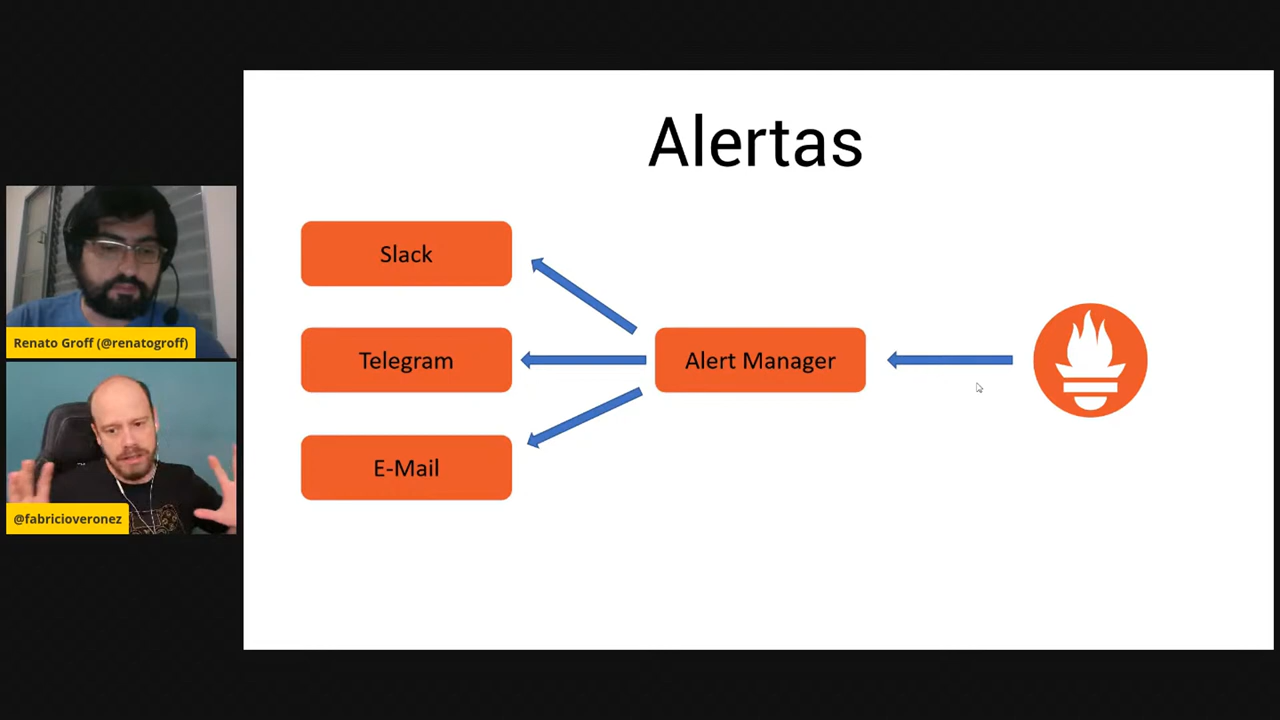 Alertas
Slack
Telegram
Alert Manager
E-Mail
Renato Groff (@renatogroff)
@fabricioveronez